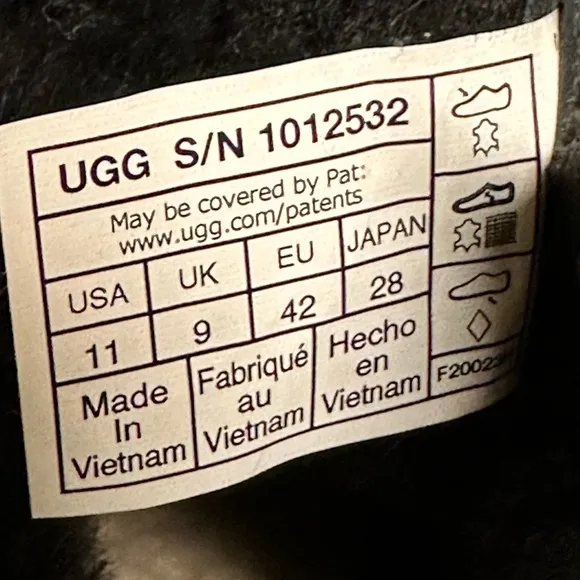 UGG S/N 1012532
May be covered by Pat:
www.ugg.com/patents
USA UK EU JAPAN
11 9 42 28
Made
In
Vietnam
Fabriqué
au
Vietnam
Hecho
en
Vietnam